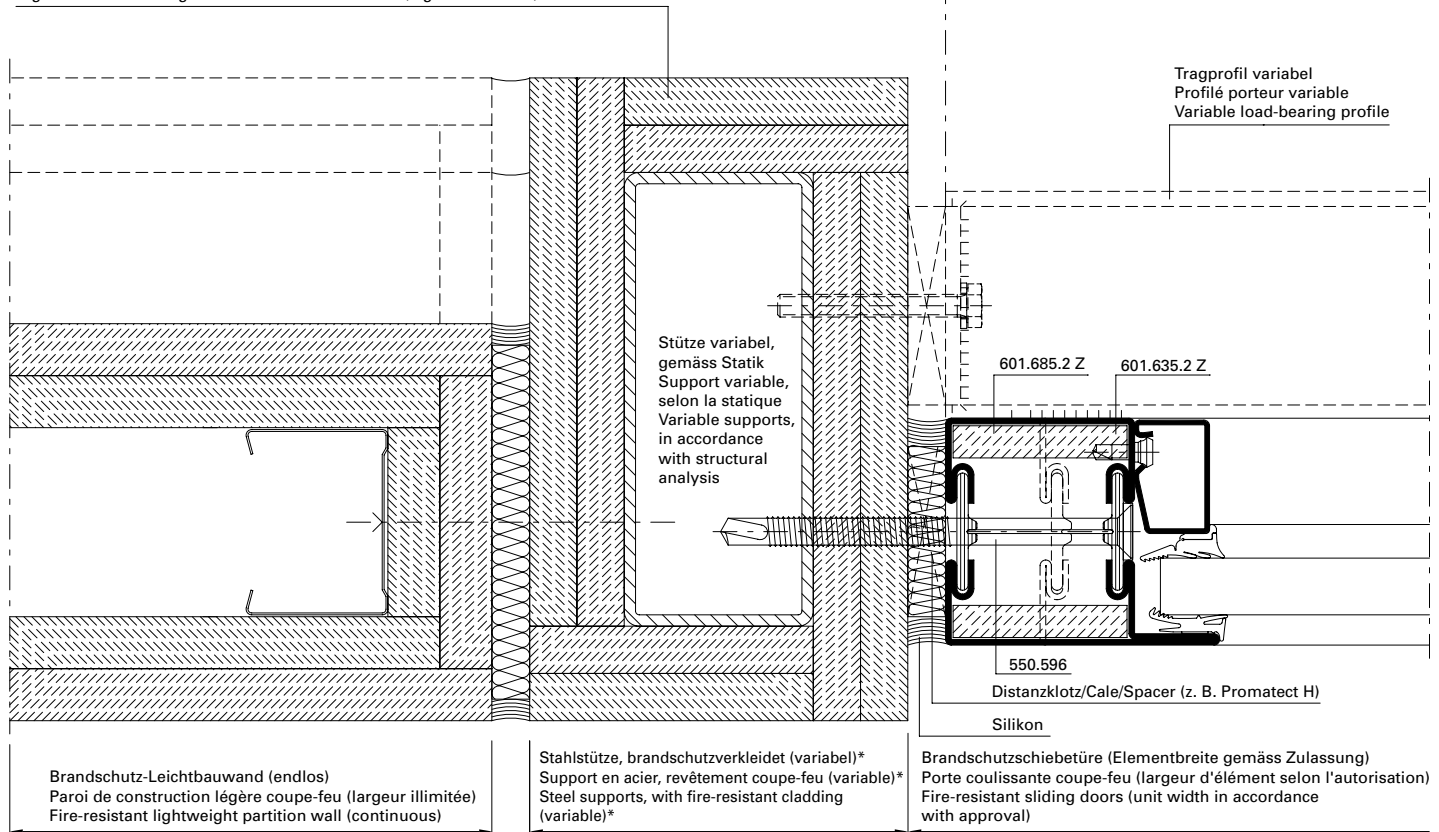 Tragprofil variabel
Profilé porteur variable
Variable load-bearing profile
Stütze variabel,
gemäss Statik
Support variable,
selon la statique
Variable supports,
in accordance
with structural
analysis
601.685.2 Z
601.635.2 Z
550.596
Distanzklotz/Cale/Spacer (z. B. Promatect H)
Silikon
Brandschutz-Leichtbauwand (endlos)
Paroi de construction légère coupe-feu (largeur illimitée)
Fire-resistant lightweight partition wall (continuous)
Stahlstütze, brandschutzverkleidet (variabel)*
Support en acier, revêtement coupe-feu (variable)*
Steel supports, with fire-resistant cladding
(variable)*
Brandschutzschiebetüre (Elementbreite gemäss Zulassung)
Porte coulissante coupe-feu (largeur d'élément selon l'autorisation)
Fire-resistant sliding doors (unit width in accordance
with approval)